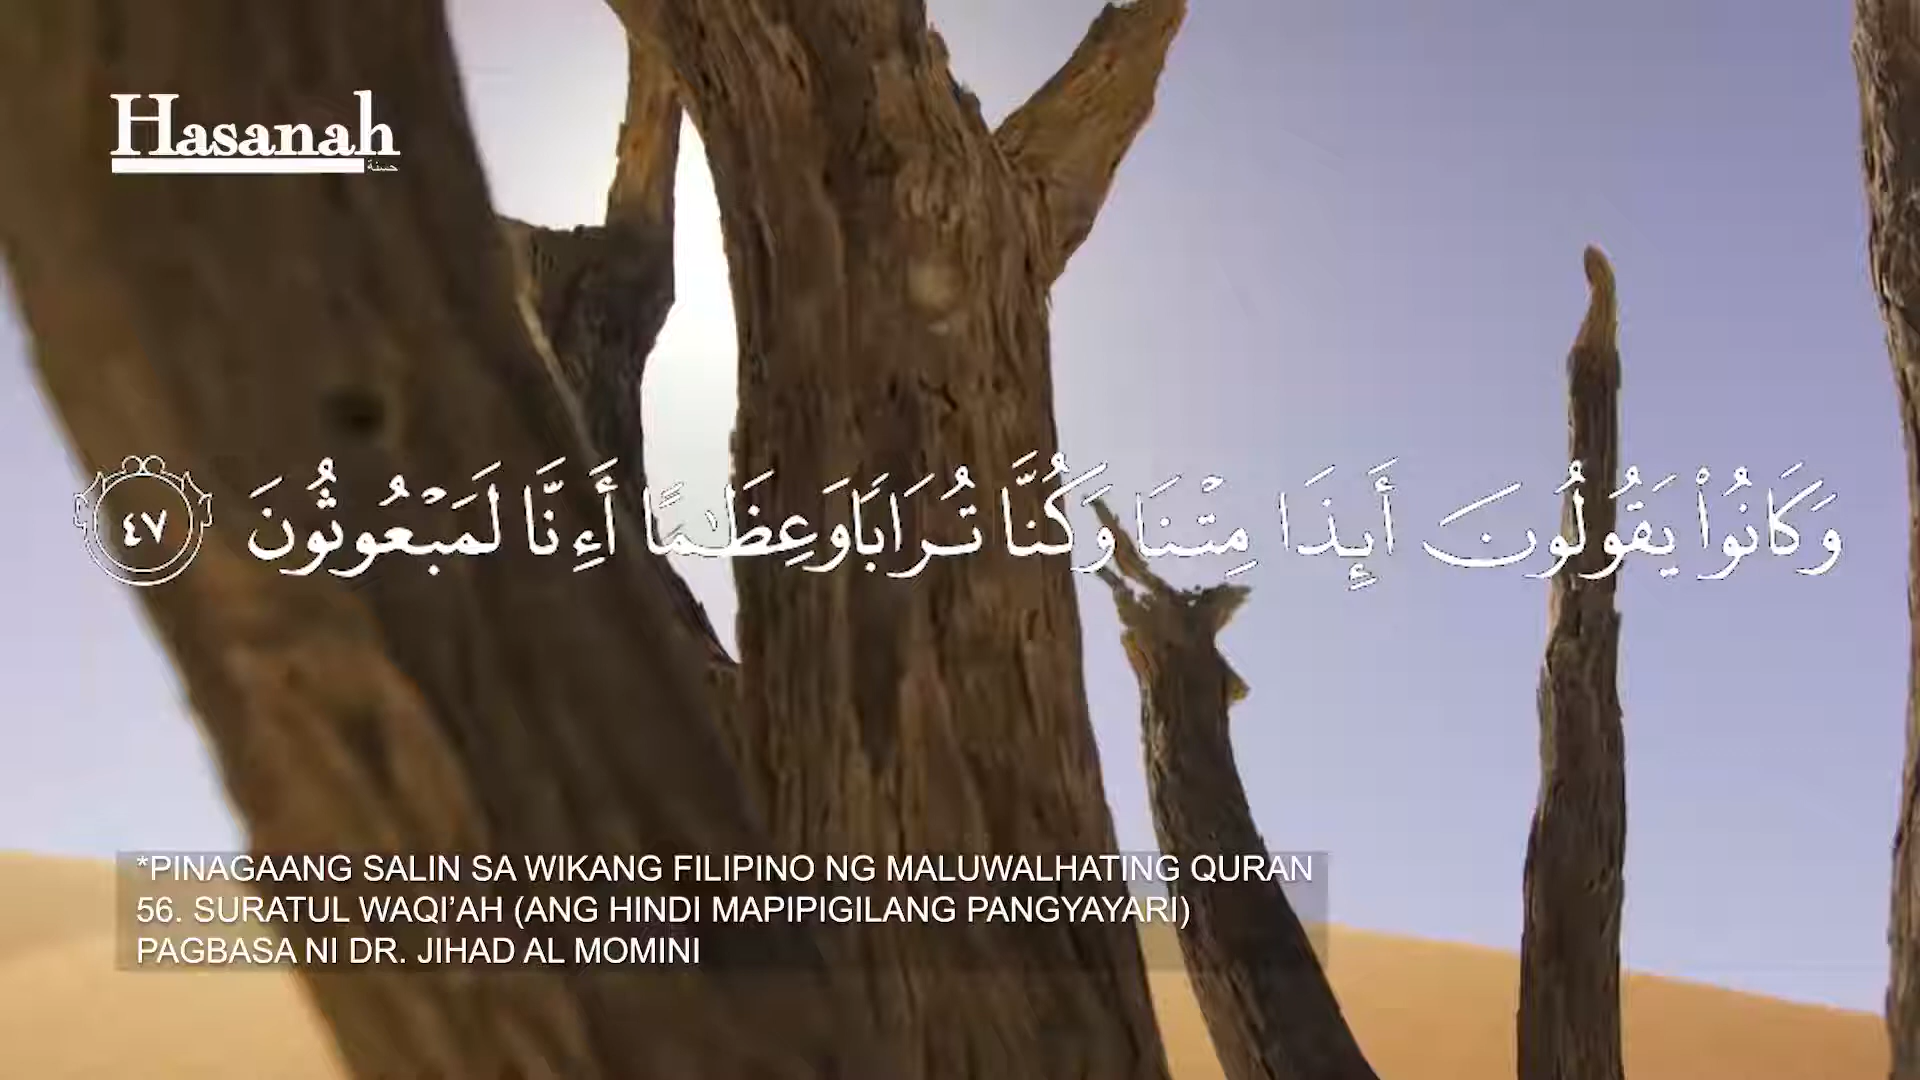 Hasanah
حسنة
وَكَانُوا۟ يَقُولُونَ أَئِذَا مِتْنَا وَكُنَّا تُرَابًا وَعِظَٰمًا أَءِنَّا لَمَبْعُوثُونَ ٤٧
*PINAGAANG SALIN SA WIKANG FILIPINO NG MALUWALHATING QURAN
56. SURATUL WAQI’AH (ANG HINDI MAPIPIGILANG PANGYAYARI)
PAGBASA NI DR. JIHAD AL MOMINI